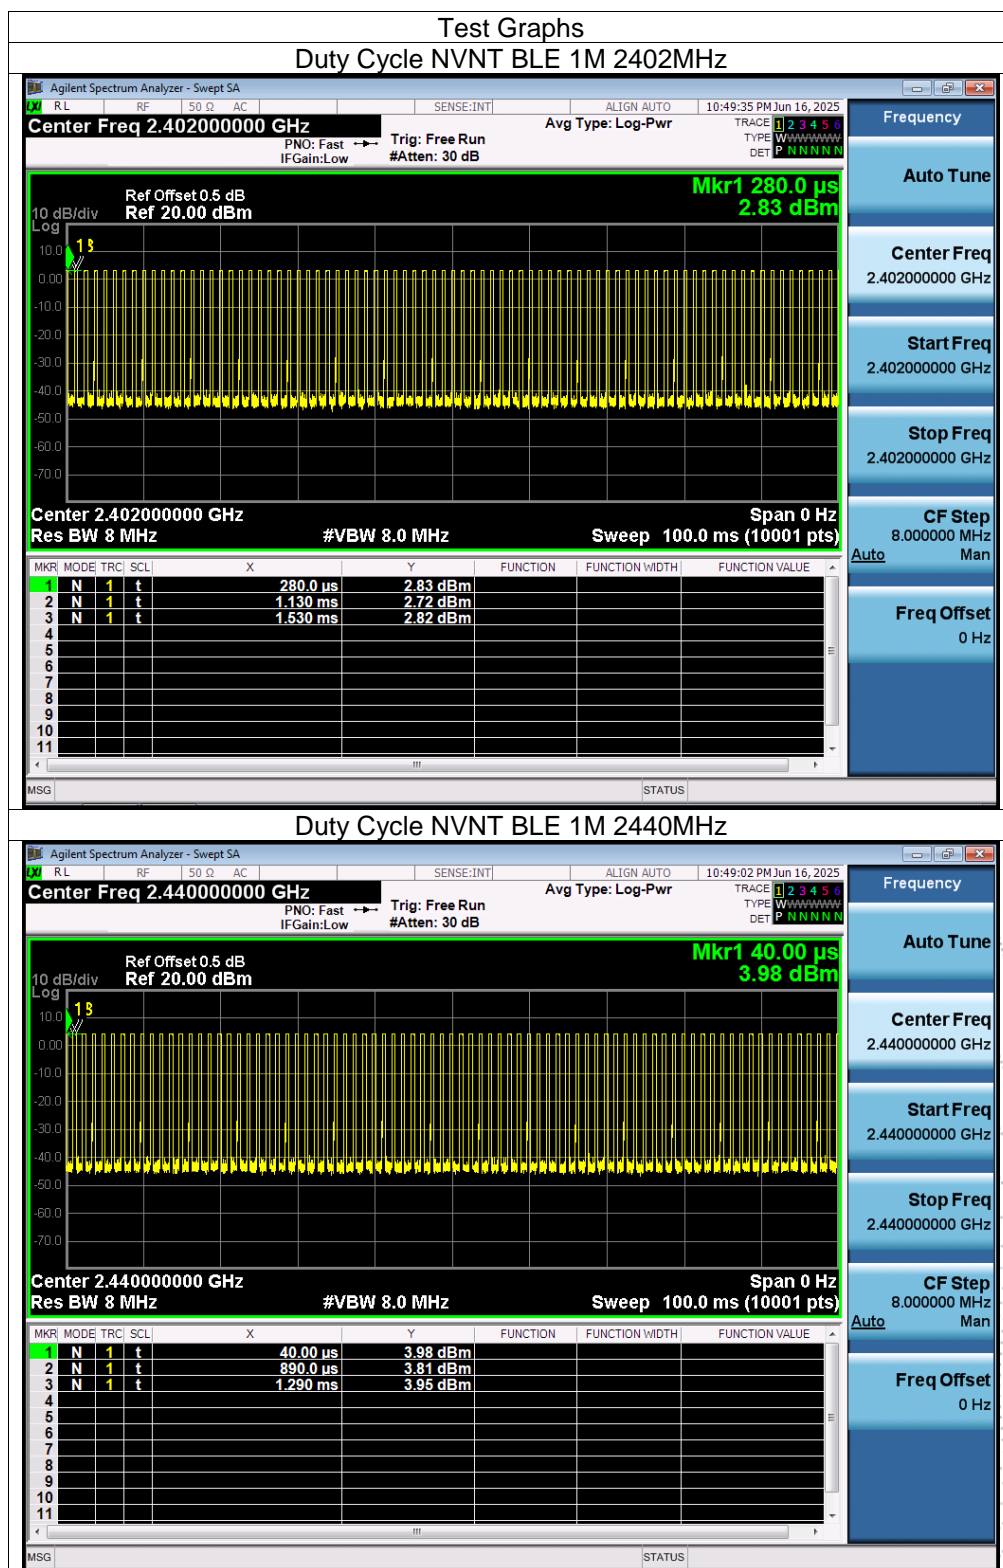 Test Graphs
Duty Cycle NVNT BLE 1M 2402MHz
Agilent Spectrum Analyzer - Swept SA
LXI RL RF 50 Ω AC SENSE:INT ALIGN AUTO 10:49:35 PM Jun 16, 2025
Center Freq 2.402000000 GHz Avg Type: Log-Pwr TRACE 1 2 3 4 5 6
PNO: Fast Trig: Free Run TYPE WWWWWW
IFGain:Low #Atten: 30 dB DET P N N N N N
Frequency
Mkr1 280.0 µs
2.83 dBm
Ref Offset 0.5 dB
10 dB/div Ref 20.00 dBm
Log
10.0
0.00
-10.0
-20.0
-30.0
-40.0
-50.0
-60.0
-70.0
1 3
Center 2.402000000 GHz Span 0 Hz
Res BW 8 MHz #VBW 8.0 MHz Sweep 100.0 ms (10001 pts)
MKR MODE TRC SCL X Y FUNCTION FUNCTION WIDTH FUNCTION VALUE
1 N 1 t 280.0 µs 2.83 dBm
2 N 1 t 1.130 ms 2.72 dBm
3 N 1 t 1.530 ms 2.82 dBm
4
5
6
7
8
9
10
11
MSG STATUS
Auto Tune
Center Freq
2.402000000 GHz
Start Freq
2.402000000 GHz
Stop Freq
2.402000000 GHz
CF Step
8.000000 MHz
Auto Man
Freq Offset
0 Hz
Duty Cycle NVNT BLE 1M 2440MHz
Agilent Spectrum Analyzer - Swept SA
LXI RL RF 50 Ω AC SENSE:INT ALIGN AUTO 10:49:02 PM Jun 16, 2025
Center Freq 2.440000000 GHz Avg Type: Log-Pwr TRACE 1 2 3 4 5 6
PNO: Fast Trig: Free Run TYPE WWWWWW
IFGain:Low #Atten: 30 dB DET P N N N N N
Frequency
Mkr1 40.00 µs
3.98 dBm
Ref Offset 0.5 dB
10 dB/div Ref 20.00 dBm
Log
10.0
0.00
-10.0
-20.0
-30.0
-40.0
-50.0
-60.0
-70.0
1 3
Center 2.440000000 GHz Span 0 Hz
Res BW 8 MHz #VBW 8.0 MHz Sweep 100.0 ms (10001 pts)
MKR MODE TRC SCL X Y FUNCTION FUNCTION WIDTH FUNCTION VALUE
1 N 1 t 40.00 µs 3.98 dBm
2 N 1 t 890.0 µs 3.81 dBm
3 N 1 t 1.290 ms 3.95 dBm
4
5
6
7
8
9
10
11
MSG STATUS
Auto Tune
Center Freq
2.440000000 GHz
Start Freq
2.440000000 GHz
Stop Freq
2.440000000 GHz
CF Step
8.000000 MHz
Auto Man
Freq Offset
0 Hz